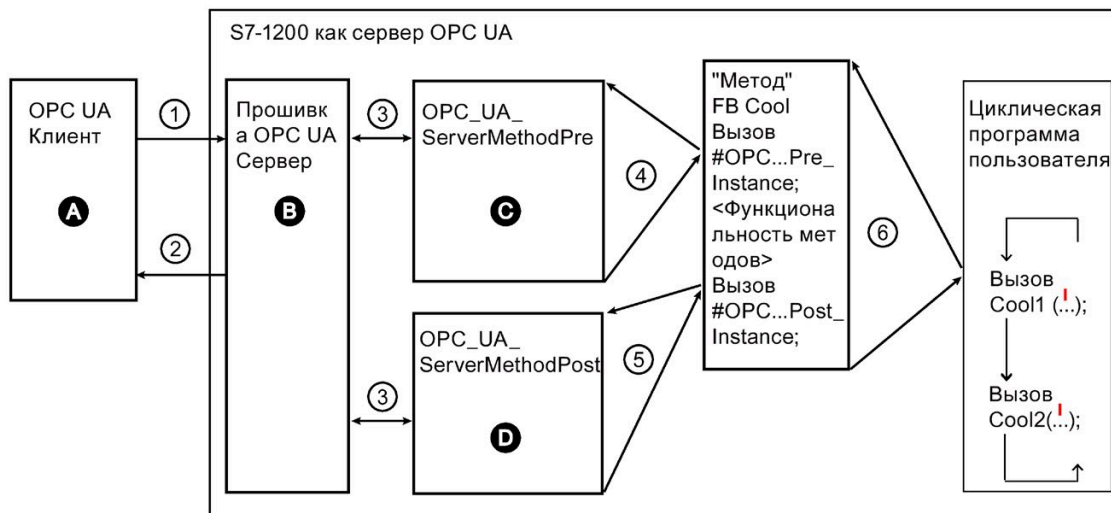 S7-1200 как сервер OPC UA
OPC UA
Клиент
A
1
2
Прошивк
а OPC UA
Сервер
B
3
3
OPC_UA_
ServerMethodPre
C
4
OPC_UA_
ServerMethodPost
D
5
"Метод"
FB Cool
Вызов
#OPC...Pre_
Instance;
<Функциона
льность мет
одов>
Вызов
#OPC...Post_
Instance;
6
Циклическая
программа
пользователя
Вызов
Cool1 (...);
Вызов
Cool2(...);